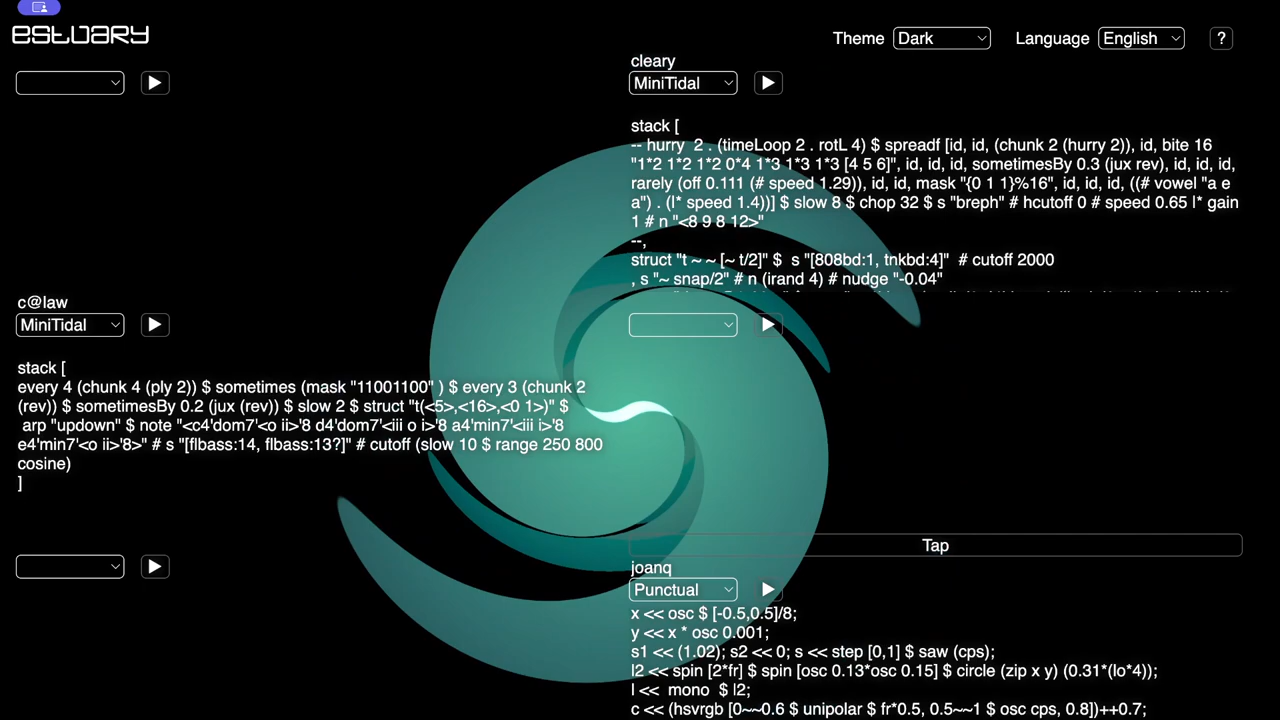 estuary
Theme Dark Language English ?
cleary
MiniTidal
stack [
-- hurry  2 . (timeLoop 2 . rotL 4) $ spreadf [id, id, (chunk 2 (hurry 2)), id, bite 16
"1*2 1*2 1*2 0*4 1*3 1*3 1*3 [4 5 6]", id, id, id, sometimesBy 0.3 (jux rev), id, id, id,
rarely (off 0.111 (# speed 1.29)), id, id, mask "{0 1 1}%16", id, id, id, ((# vowel "a e
a") . (|* speed 1.4))] $ slow 8 $ chop 32 $ s "breph" # hcutoff 0 # speed 0.65 |* gain
1 # n "<8 9 8 12>"
--,
struct "t ~ ~ [~ t/2]" $  s "[808bd:1, tnkbd:4]"  # cutoff 2000
, s "~ snap/2" # n (irand 4) # nudge "-0.04"
c@law
MiniTidal
stack [
every 4 (chunk 4 (ply 2)) $ sometimes (mask "11001100" ) $ every 3 (chunk 2
(rev)) $ sometimesBy 0.2 (jux (rev)) $ slow 2 $ struct "t(<5>,<16>,<0 1>)" $
arp "updown" $ note "<c4'dom7'<o ii>'8 d4'dom7'<iii o i>'8 a4'min7'<iii i>'8
e4'min7'<o ii>'8>" # s "[flbass:14, flbass:13?]" # cutoff (slow 10 $ range 250 800
cosine)
]
Tap
joanq
Punctual
x << osc $ [-0.5,0.5]/8;
y << x * osc 0.001;
s1 << (1.02); s2 << 0; s << step [0,1] $ saw (cps);
l2 << spin [2*fr] $ spin [osc 0.13*osc 0.15] $ circle (zip x y) (0.31*(lo*4));
l <<  mono  $ l2;
c << (hsvrgb [0~~0.6 $ unipolar $ fr*0.5, 0.5~~1 $ osc cps, 0.8])++0.7;